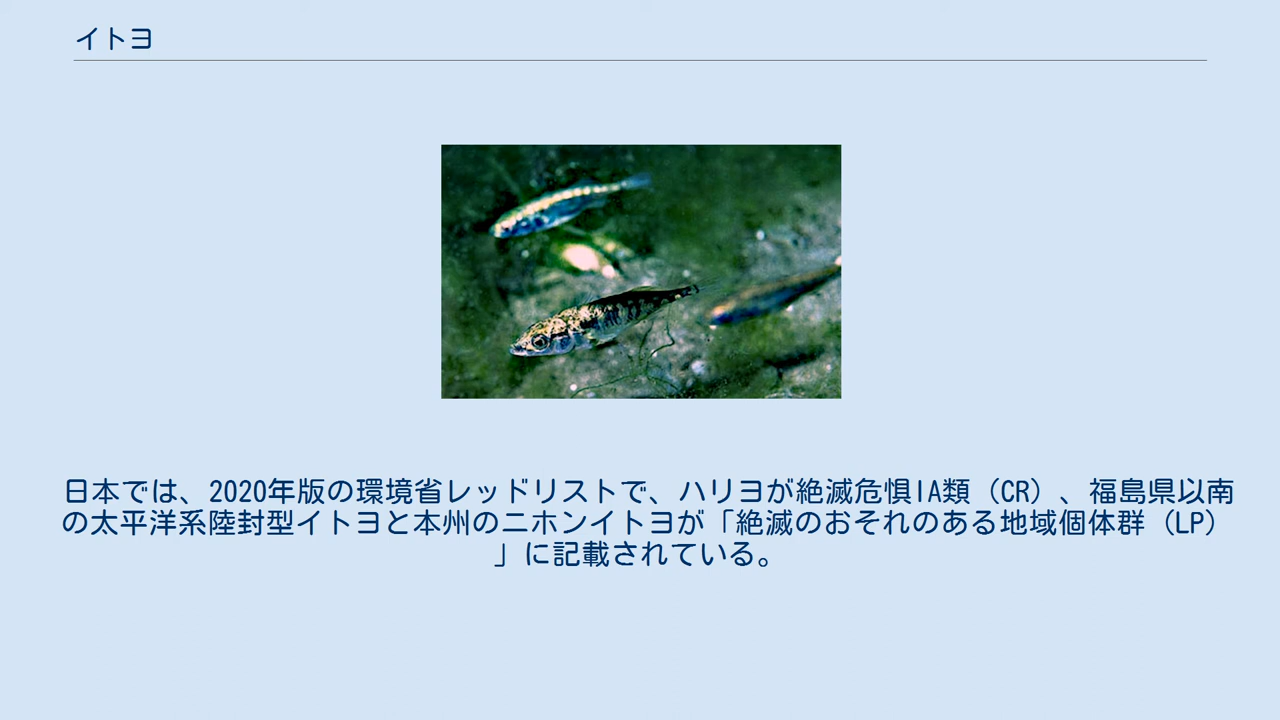 イトヨ
日本では、2020年版の環境省レッドリストで、ハリヨが絶滅危惧IA類（CR）、福島県以南
の太平洋系陸封型イトヨと本州のニホンイトヨが「絶滅のおそれのある地域個体群（LP）
」に記載されている。